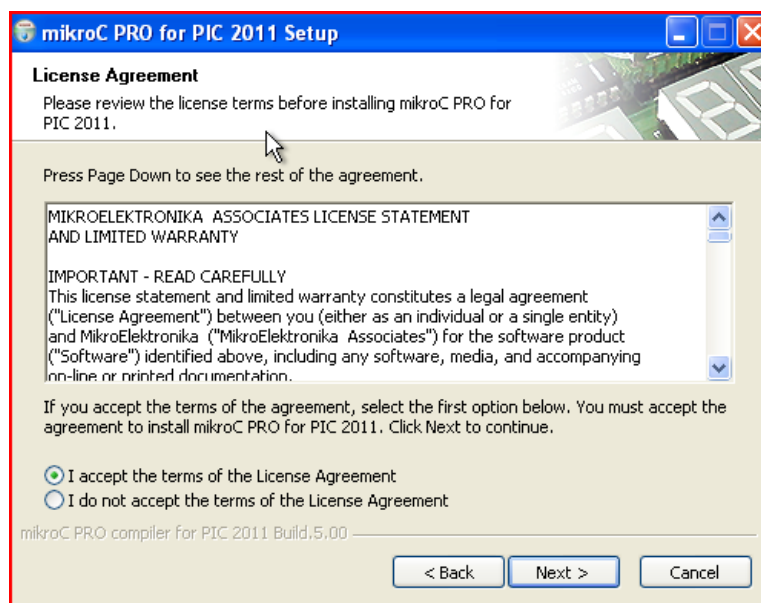 mikroC PRO for PIC 2011 Setup
License Agreement
Please review the license terms before installing mikroC PRO for
PIC 2011.
Press Page Down to see the rest of the agreement.
MIKROELEKTRONIKA  ASSOCIATES LICENSE STATEMENT
AND LIMITED WARRANTY
IMPORTANT - READ CAREFULLY
This license statement and limited warranty constitutes a legal agreement
("License Agreement") between you (either as an individual or a single entity)
and MikroElektronika  ("MikroElektronika  Associates") for the software product
("Software") identified above, including any software, media, and accompanying
on-line or printed documentation.
If you accept the terms of the agreement, select the first option below. You must accept the
agreement to install mikroC PRO for PIC 2011. Click Next to continue.
I accept the terms of the License Agreement
I do not accept the terms of the License Agreement
mikroC PRO compiler for PIC 2011 Build.5.00
< Back Next > Cancel